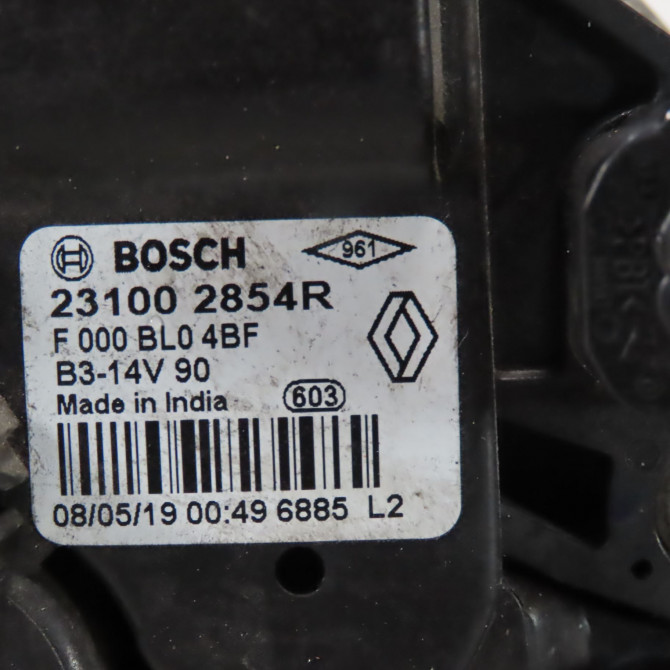 BOSCH 961
23100 2854R
F 000 BL0 4BF
B3-14V 90
Made in India 603
08/05/19 00:49 6885 L2